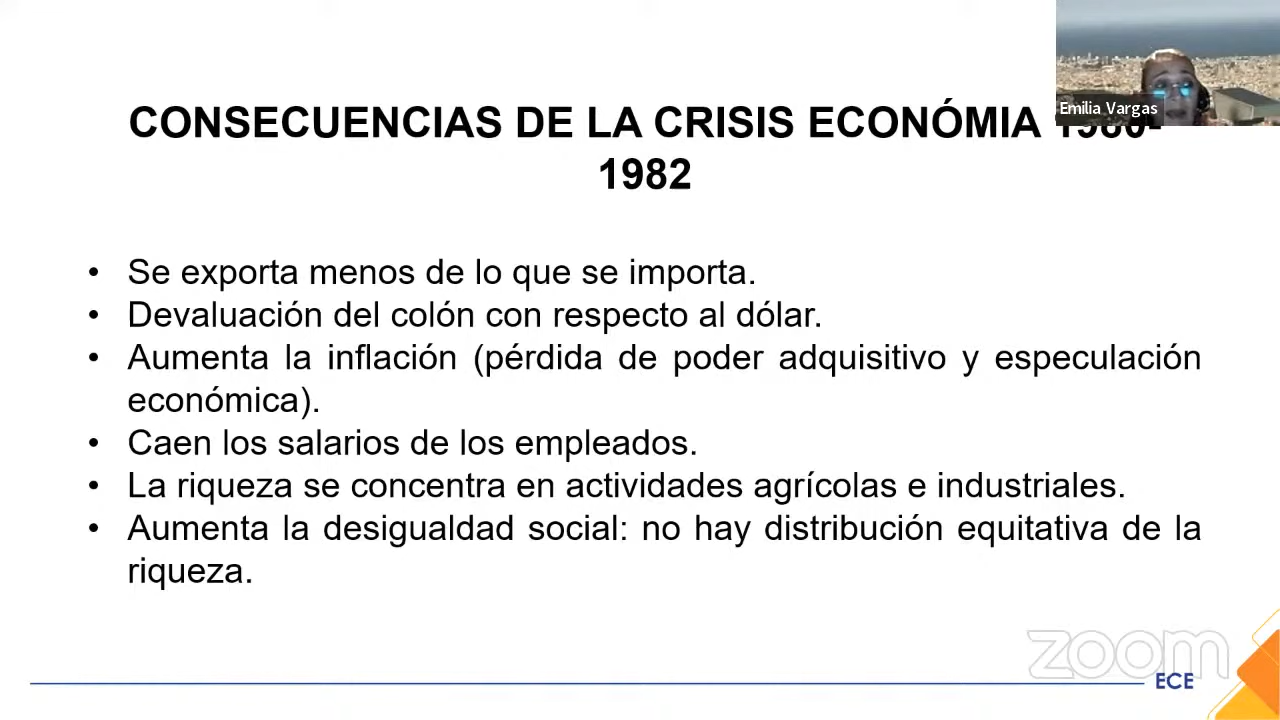 Emilia Vargas
CONSECUENCIAS DE LA CRISIS ECONÓMIA 1980-
1982
• Se exporta menos de lo que se importa.
• Devaluación del colón con respecto al dólar.
• Aumenta la inflación (pérdida de poder adquisitivo y especulación
económica).
• Caen los salarios de los empleados.
• La riqueza se concentra en actividades agrícolas e industriales.
• Aumenta la desigualdad social: no hay distribución equitativa de la
riqueza.
zoom
ECE